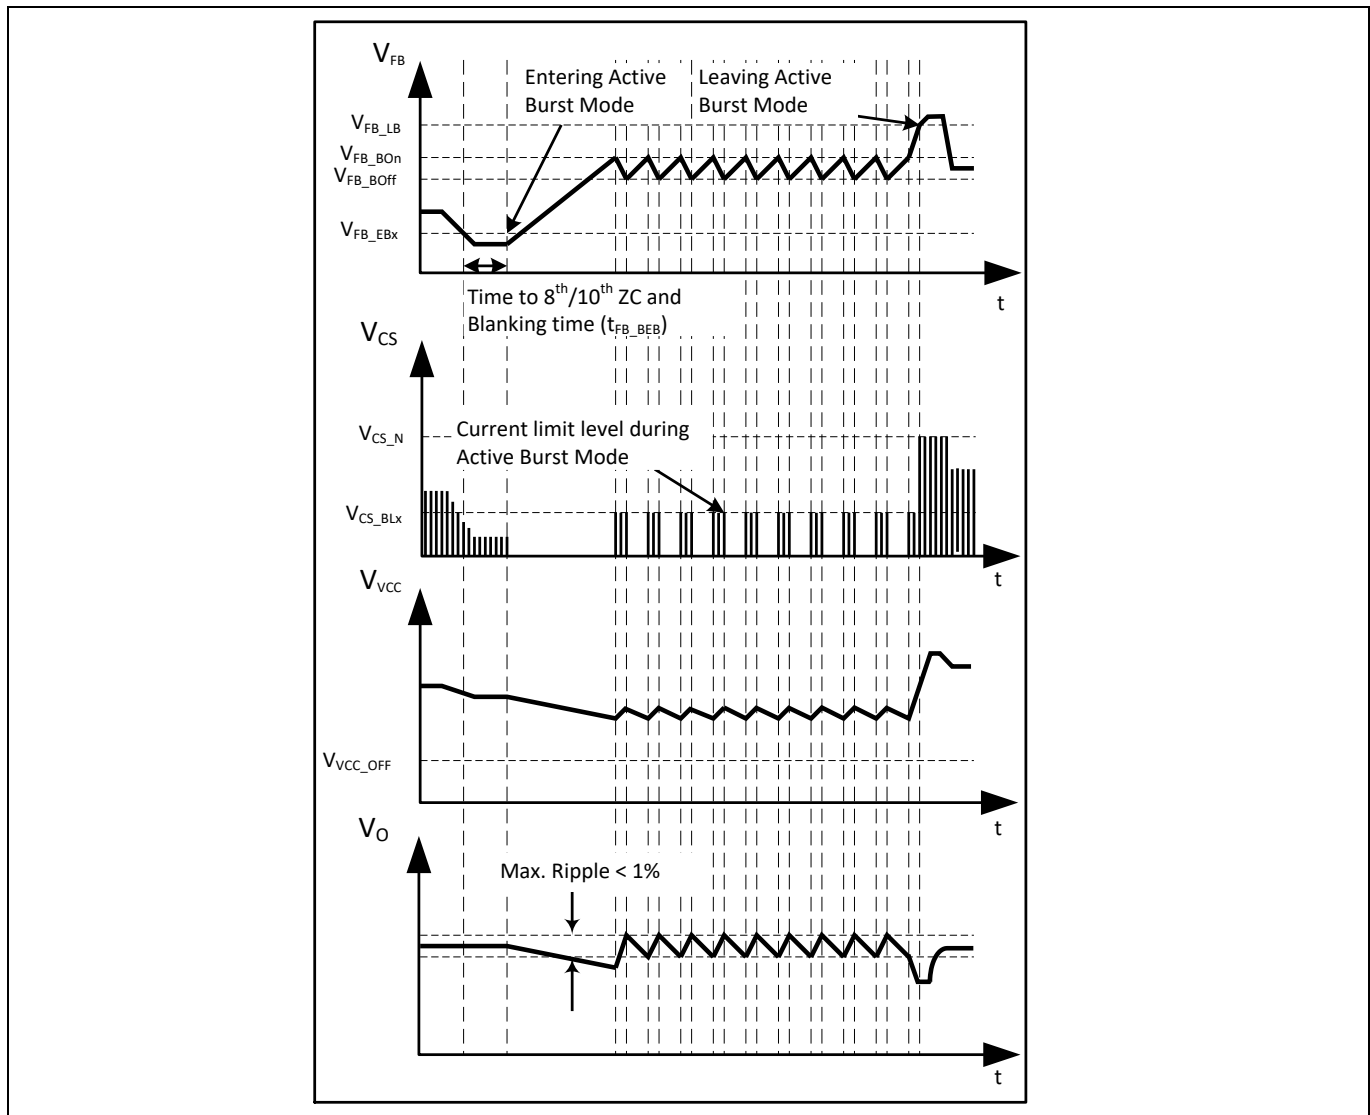 V_FB
Entering Active
Burst Mode
Leaving Active
Burst Mode
V_FB_LB
V_FB_BOn
V_FB_BOff
V_FB_EBx
t
Time to 8th/10th ZC and
Blanking time (t_FB_BEB)
V_CS
V_CS_N
Current limit level during
Active Burst Mode
V_CS_BLx
t
V_VCC
V_VCC_OFF
t
V_O
Max. Ripple < 1%
t